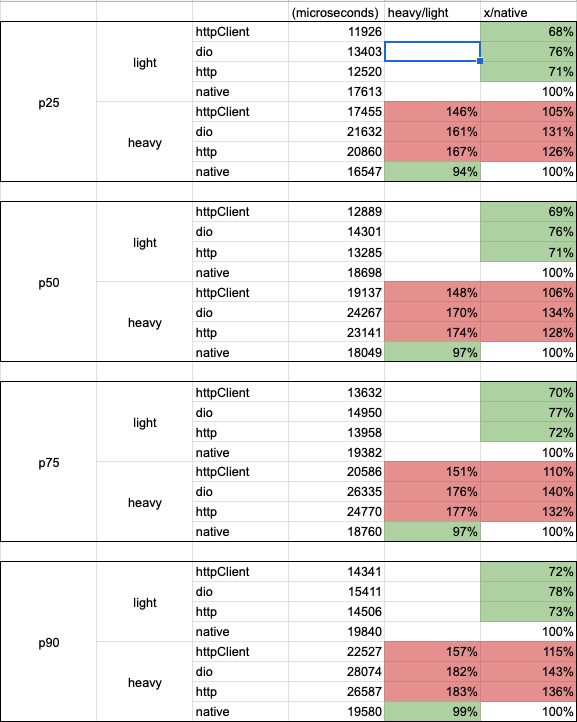 (microseconds) heavy/light x/native
p25 light httpClient 11926 68%
dio 13403 76%
http 12520 71%
native 17613 100%
heavy httpClient 17455 146% 105%
dio 21632 161% 131%
http 20860 167% 126%
native 16547 94% 100%
p50 light httpClient 12889 69%
dio 14301 76%
http 13285 71%
native 18698 100%
heavy httpClient 19137 148% 106%
dio 24267 170% 134%
http 23141 174% 128%
native 18049 97% 100%
p75 light httpClient 13632 70%
dio 14950 77%
http 13958 72%
native 19382 100%
heavy httpClient 20586 151% 110%
dio 26335 176% 140%
http 24770 177% 132%
native 18760 97% 100%
p90 light httpClient 14341 72%
dio 15411 78%
http 14506 73%
native 19840 100%
heavy httpClient 22527 157% 115%
dio 28074 182% 143%
http 26587 183% 136%
native 19580 99% 100%